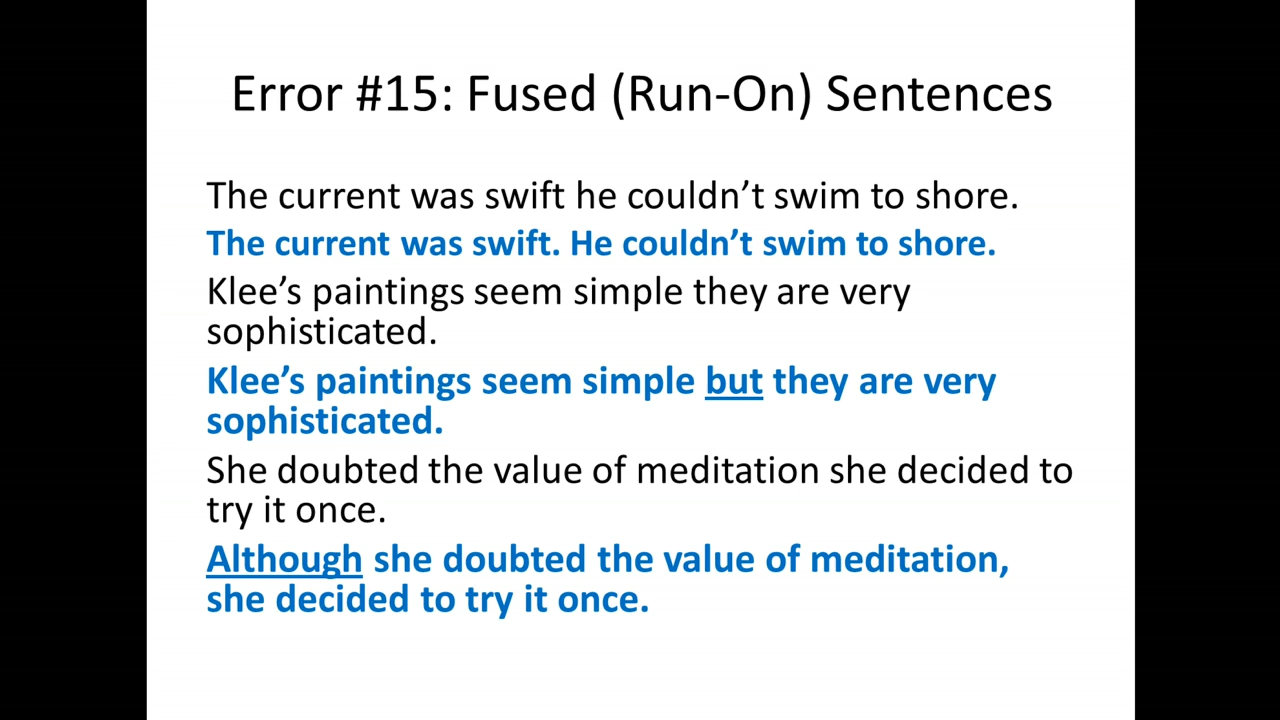 Error #15: Fused (Run-On) Sentences
The current was swift he couldn’t swim to shore.
The current was swift. He couldn’t swim to shore.
Klee’s paintings seem simple they are very
sophisticated.
Klee’s paintings seem simple but they are very
sophisticated.
She doubted the value of meditation she decided to
try it once.
Although she doubted the value of meditation,
she decided to try it once.